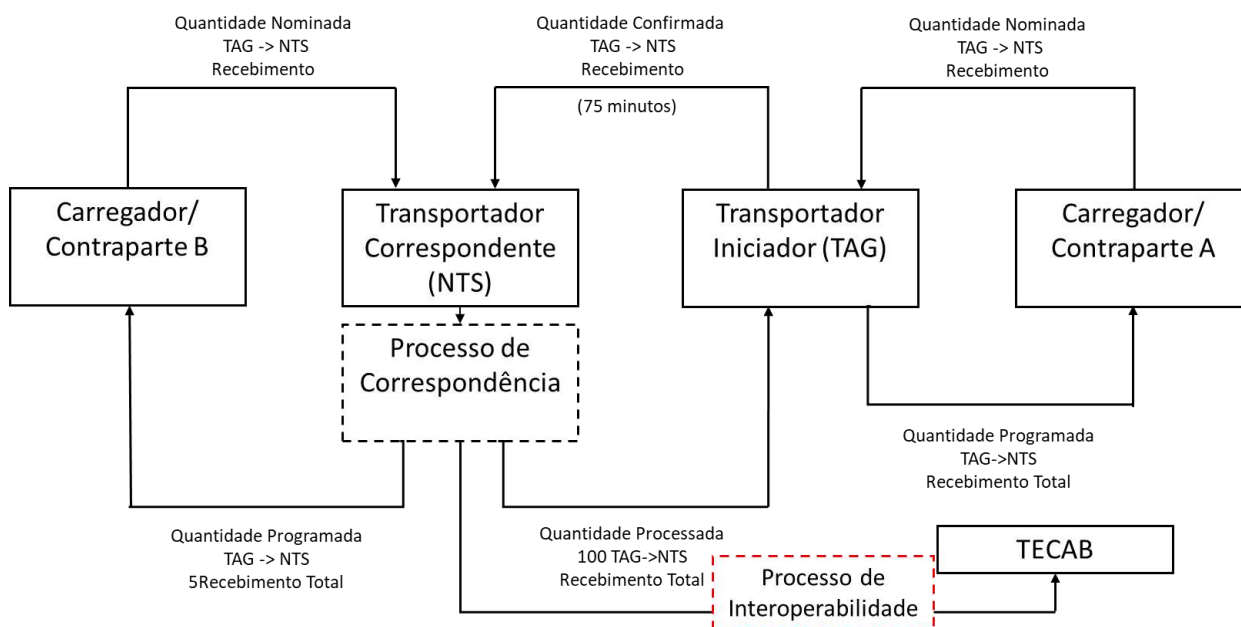 Quantidade Nominada
TAG -> NTS
Recebimento
Quantidade Confirmada
TAG -> NTS
Recebimento
(75 minutos)
Quantidade Nominada
TAG -> NTS
Recebimento
Carregador/
Contraparte B
Transportador
Correspondente
(NTS)
Transportador
Iniciador (TAG)
Carregador/
Contraparte A
Processo de
Correspondência
Quantidade Programada
TAG->NTS
Recebimento Total
Quantidade Programada
TAG -> NTS
5Recebimento Total
Quantidade Processada
100 TAG->NTS
Recebimento Total
Processo de
Interoperabilidade
TECAB